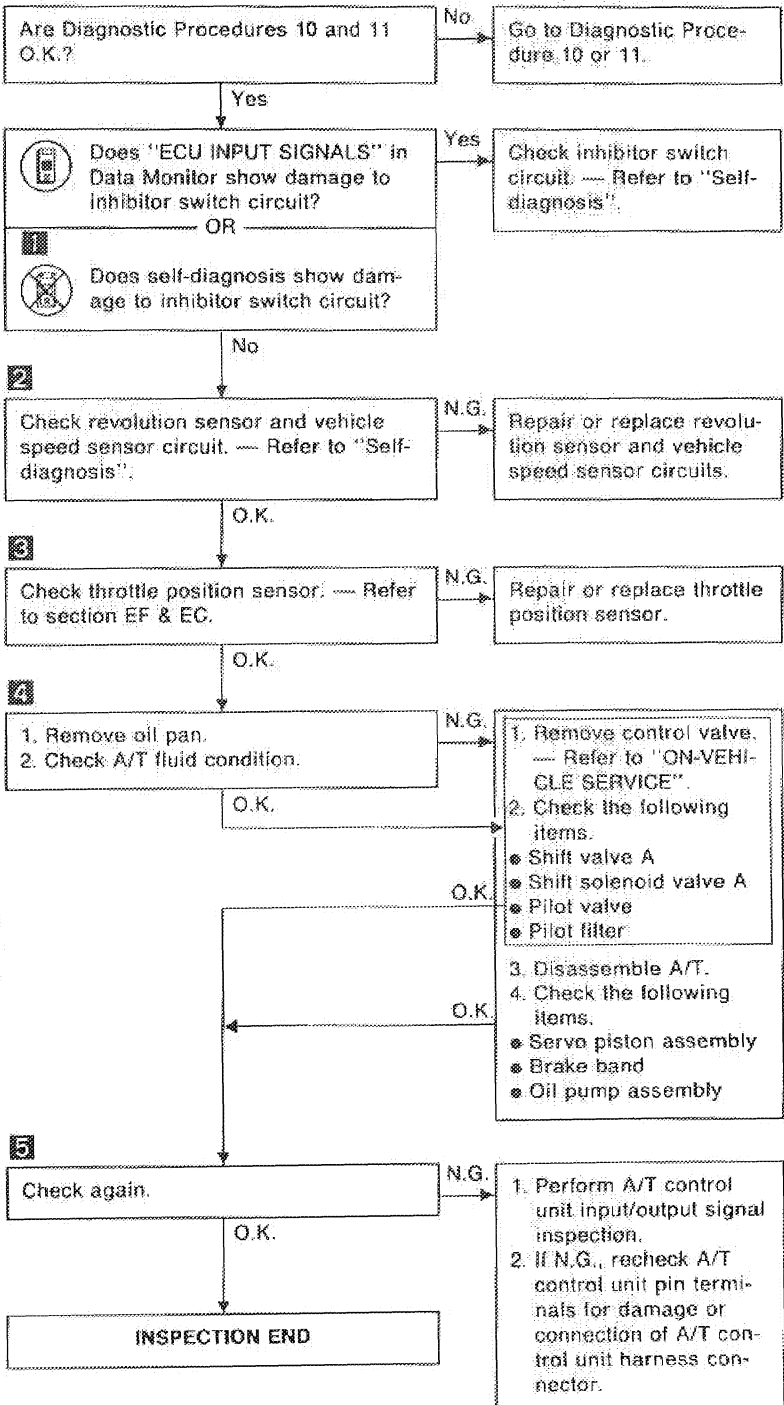 Are Diagnostic Procedures 10 and 11
O.K.?
No
Go to Diagnostic Proce-
dure 10 or 11.
Yes
Does "ECU INPUT SIGNALS" in
Data Monitor show damage to
inhibitor switch circuit?
Yes
Check inhibitor switch
circuit. — Refer to "Self-
diagnosis".
OR
1
Does self-diagnosis show dam-
age to inhibitor switch circuit?
No
2
Check revolution sensor and vehicle
speed sensor circuit. — Refer to "Self-
diagnosis".
N.G.
Repair or replace revolu-
tion sensor and vehicle
speed sensor circuits.
O.K.
3
Check throttle position sensor. — Refer
to section EF & EC.
N.G.
Repair or replace throttle
position sensor.
O.K.
4
1. Remove oil pan.
2. Check A/T fluid condition.
N.G.
O.K.
1. Remove control valve.
— Refer to "ON-VEHI-
CLE SERVICE".
2. Check the following
items.
● Shift valve A
● Shift solenoid valve A
● Pilot valve
● Pilot filter
O.K.
3. Disassemble A/T.
4. Check the following
items.
● Servo piston assembly
● Brake band
● Oil pump assembly
O.K.
5
Check again.
N.G.
1. Perform A/T control
unit input/output signal
inspection.
2. If N.G., recheck A/T
control unit pin termi-
nals for damage or
connection of A/T con-
trol unit harness con-
nector.
O.K.
INSPECTION END